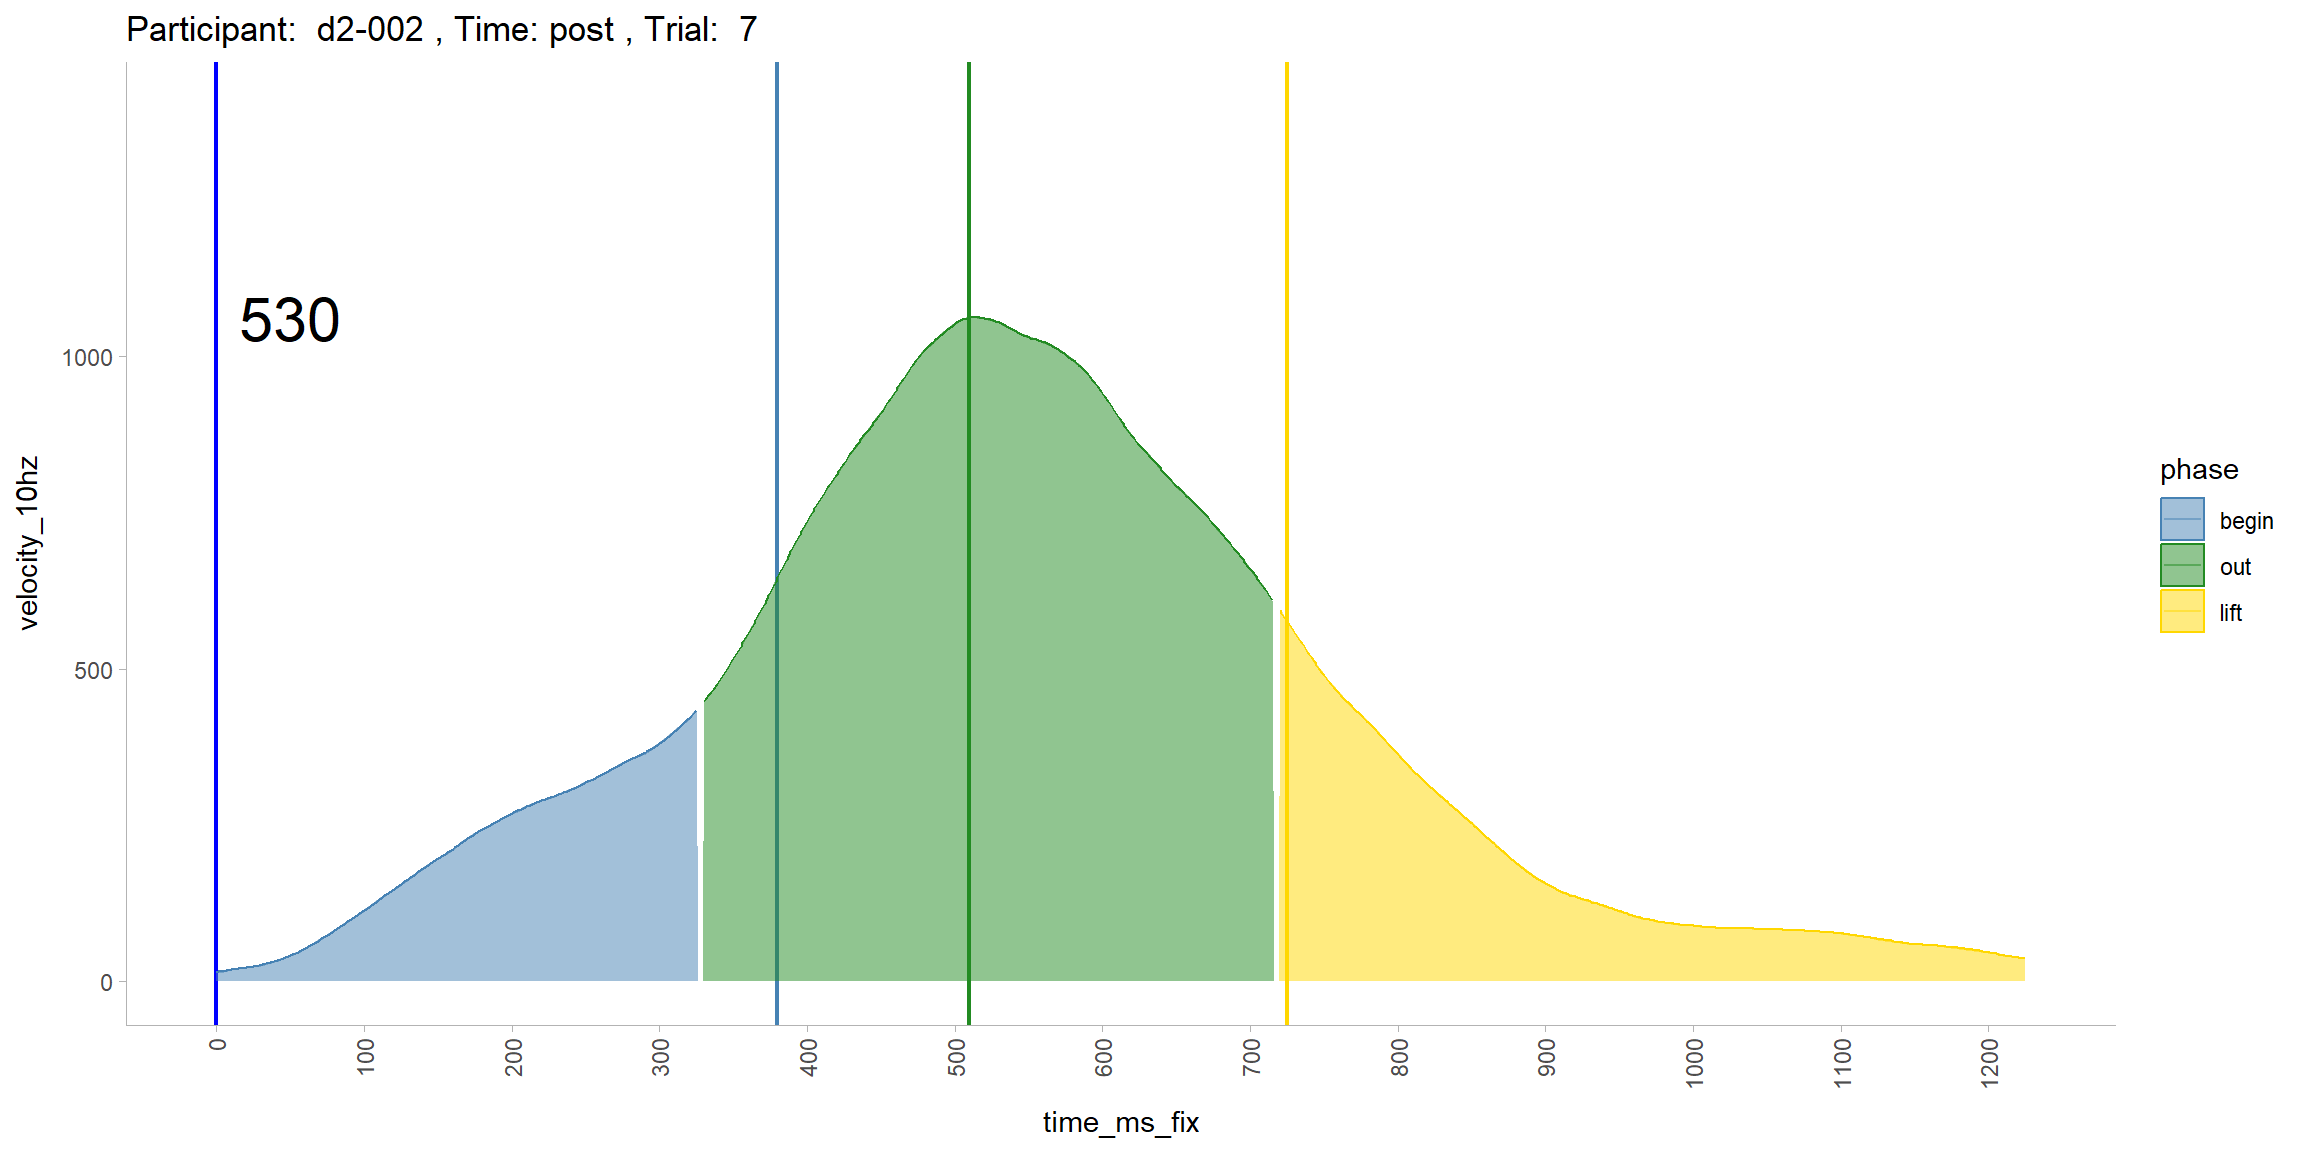 Participant:  d2-002 , Time: post , Trial:  7
530
1000
500
0
velocity_10hz
0 100 200 300 400 500 600 700 800 900 1000 1100 1200
time_ms_fix
phase
begin
out
lift